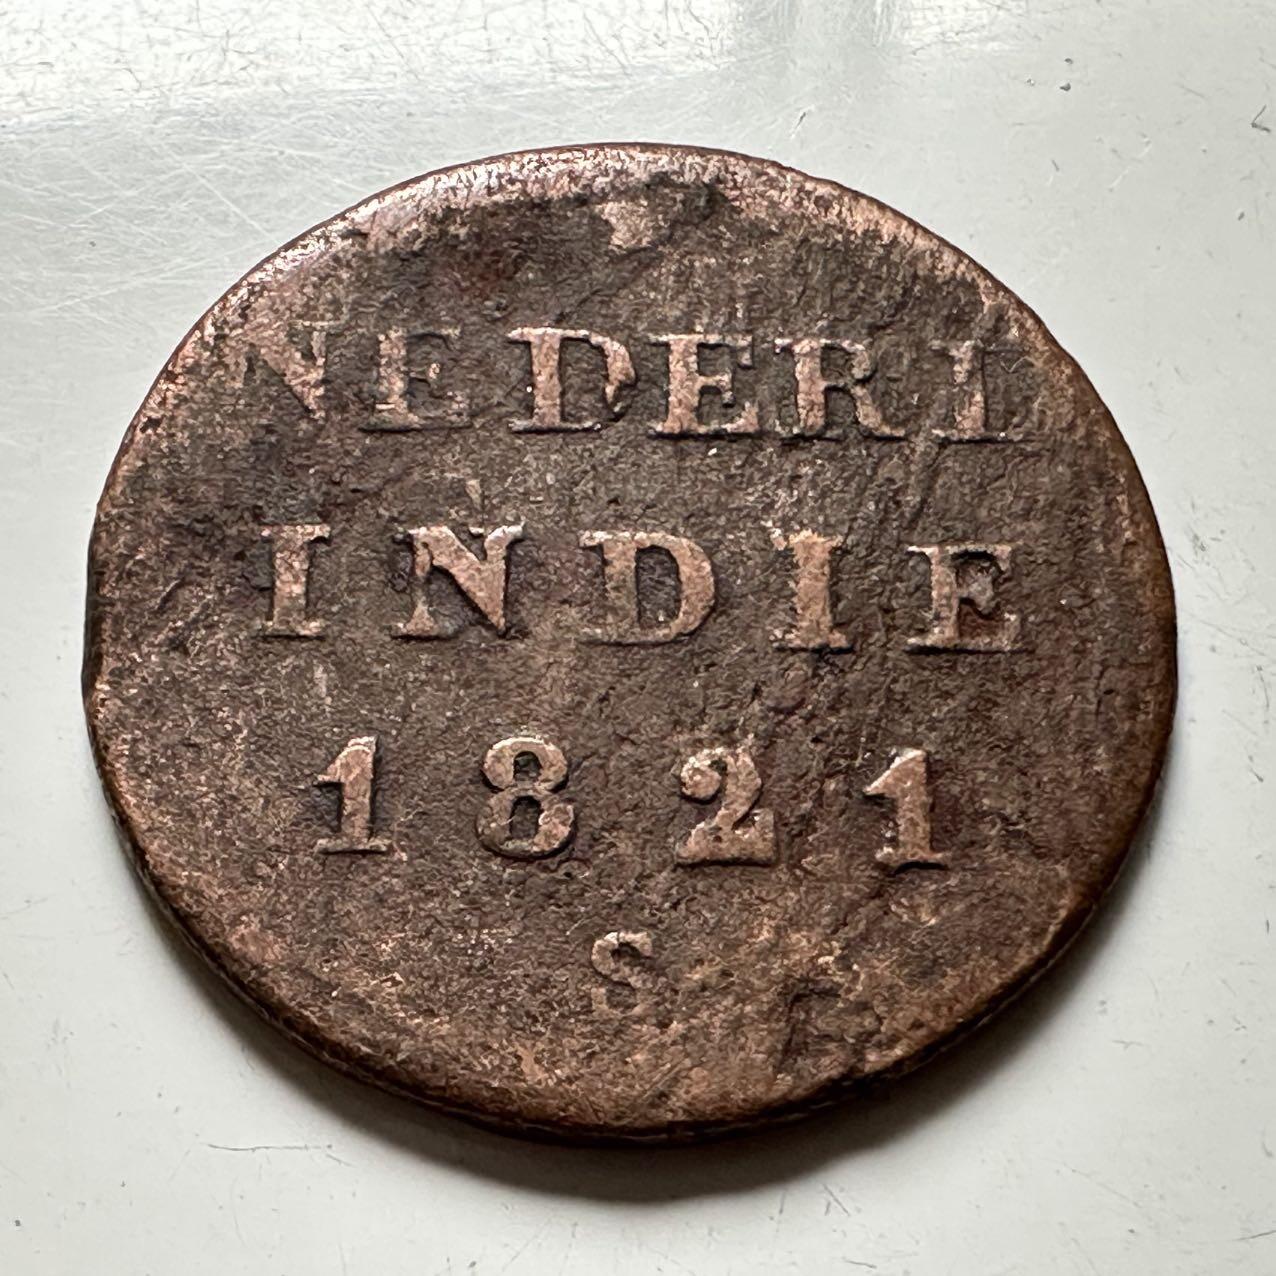 NEDERL
INDIE
1821
S